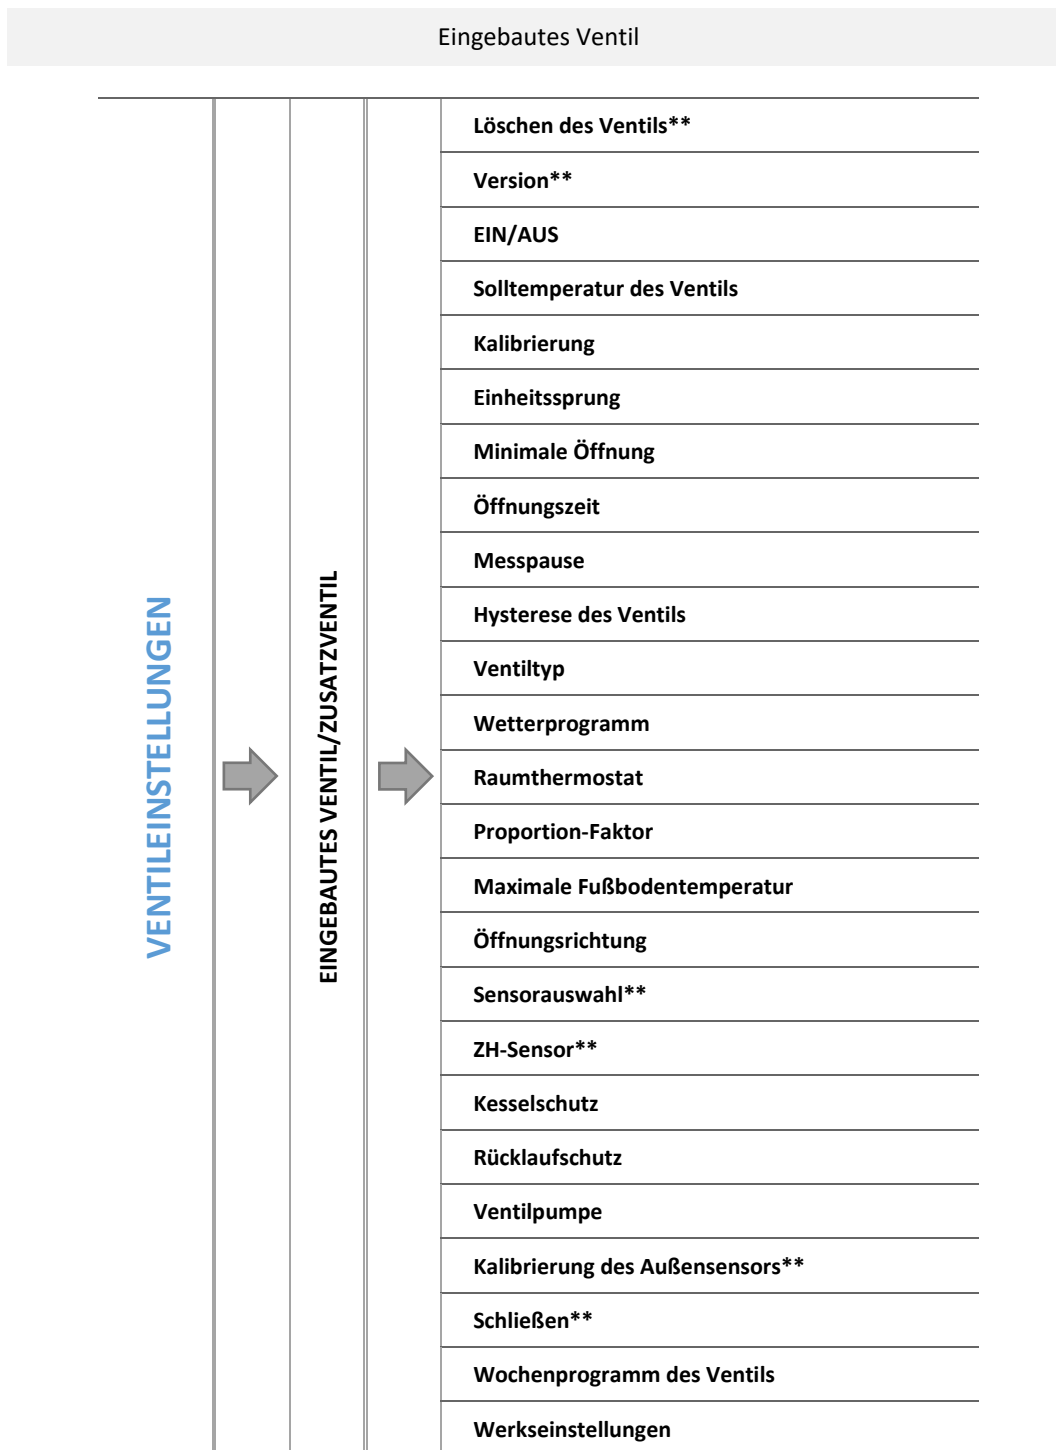 Eingebautes Ventil
VENTILEINSTELLUNGEN
EINGEBAUTES VENTIL/ZUSATZVENTIL
Löschen des Ventils**
Version**
EIN/AUS
Solltemperatur des Ventils
Kalibrierung
Einheitssprung
Minimale Öffnung
Öffnungszeit
Messpause
Hysterese des Ventils
Ventiltyp
Wetterprogramm
Raumthermostat
Proportion-Faktor
Maximale Fußbodentemperatur
Öffnungsrichtung
Sensorauswahl**
ZH-Sensor**
Kesselschutz
Rücklaufschutz
Ventilpumpe
Kalibrierung des Außensensors**
Schließen**
Wochenprogramm des Ventils
Werkseinstellungen